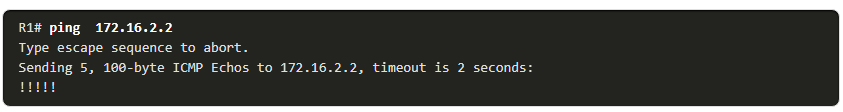 R1# ping  172.16.2.2
Type escape sequence to abort.
Sending 5, 100-byte ICMP Echos to 172.16.2.2, timeout is 2 seconds:
!!!!!